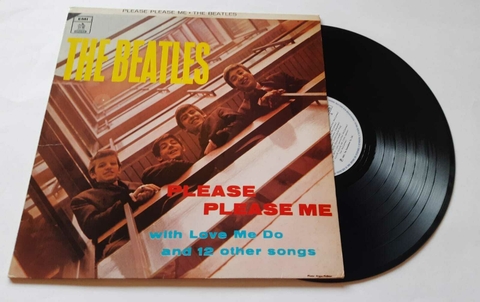 PLEASE PLEASE ME • THE BEATLES
THE BEATLES
PLEASE
PLEASE ME
with Love Me Do
and 12 other songs